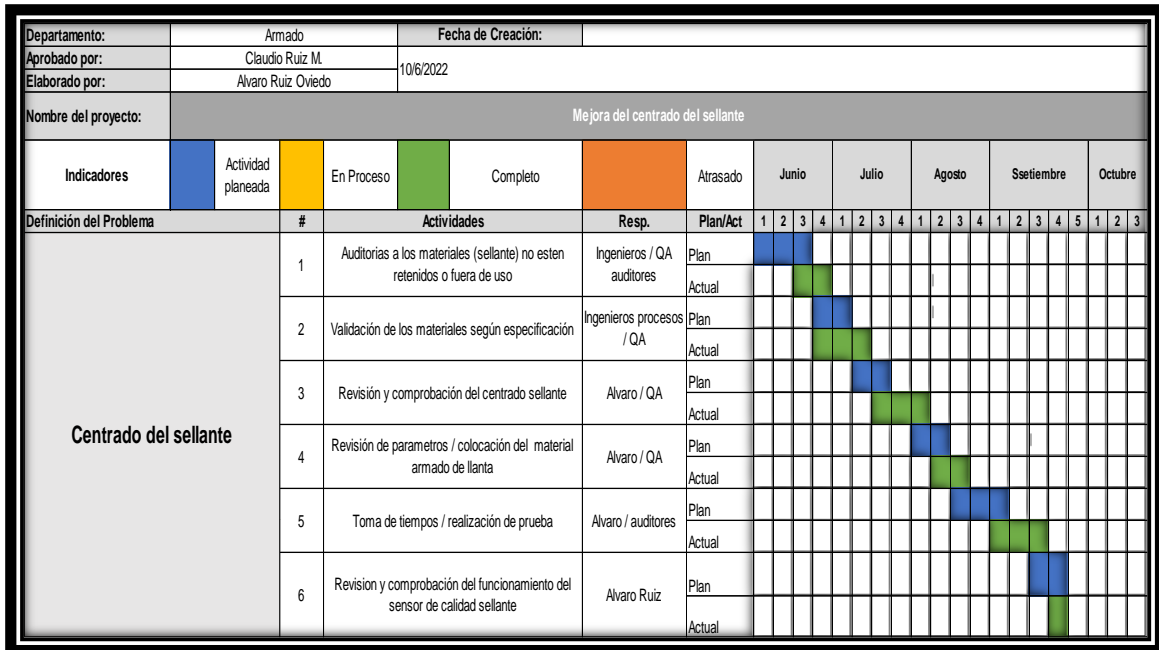 Departamento: Armado Fecha de Creación:
Aprobado por: Claudio Ruiz M. 10/6/2022
Elaborado por: Alvaro Ruiz Oviedo
Nombre del proyecto: Mejora del centrado del sellante
Indicadores Actividad planeada En Proceso Completo Atrasado Junio Julio Agosto Ssetiembre Octubre
Definición del Problema # Actividades Resp. Plan/Act 1 2 3 4 1 2 3 4 1 2 3 4 1 2 3 4 5 1 2 3
Centrado del sellante
1 Auditorias a los materiales (sellante) no esten
retenidos o fuera de uso
Ingenieros / QA
auditores
Plan
Actual
2 Validación de los materiales según especificación
Ingenieros procesos
/ QA
Plan
Actual
3 Revisión y comprobación del centrado sellante Alvaro / QA
Plan
Actual
4 Revisión de parametros / colocación del material
armado de llanta
Alvaro / QA
Plan
Actual
5 Toma de tiempos / realización de prueba Alvaro / auditores
Plan
Actual
6 Revision y comprobación del funcionamiento del
sensor de calidad sellante
Alvaro Ruiz
Plan
Actual